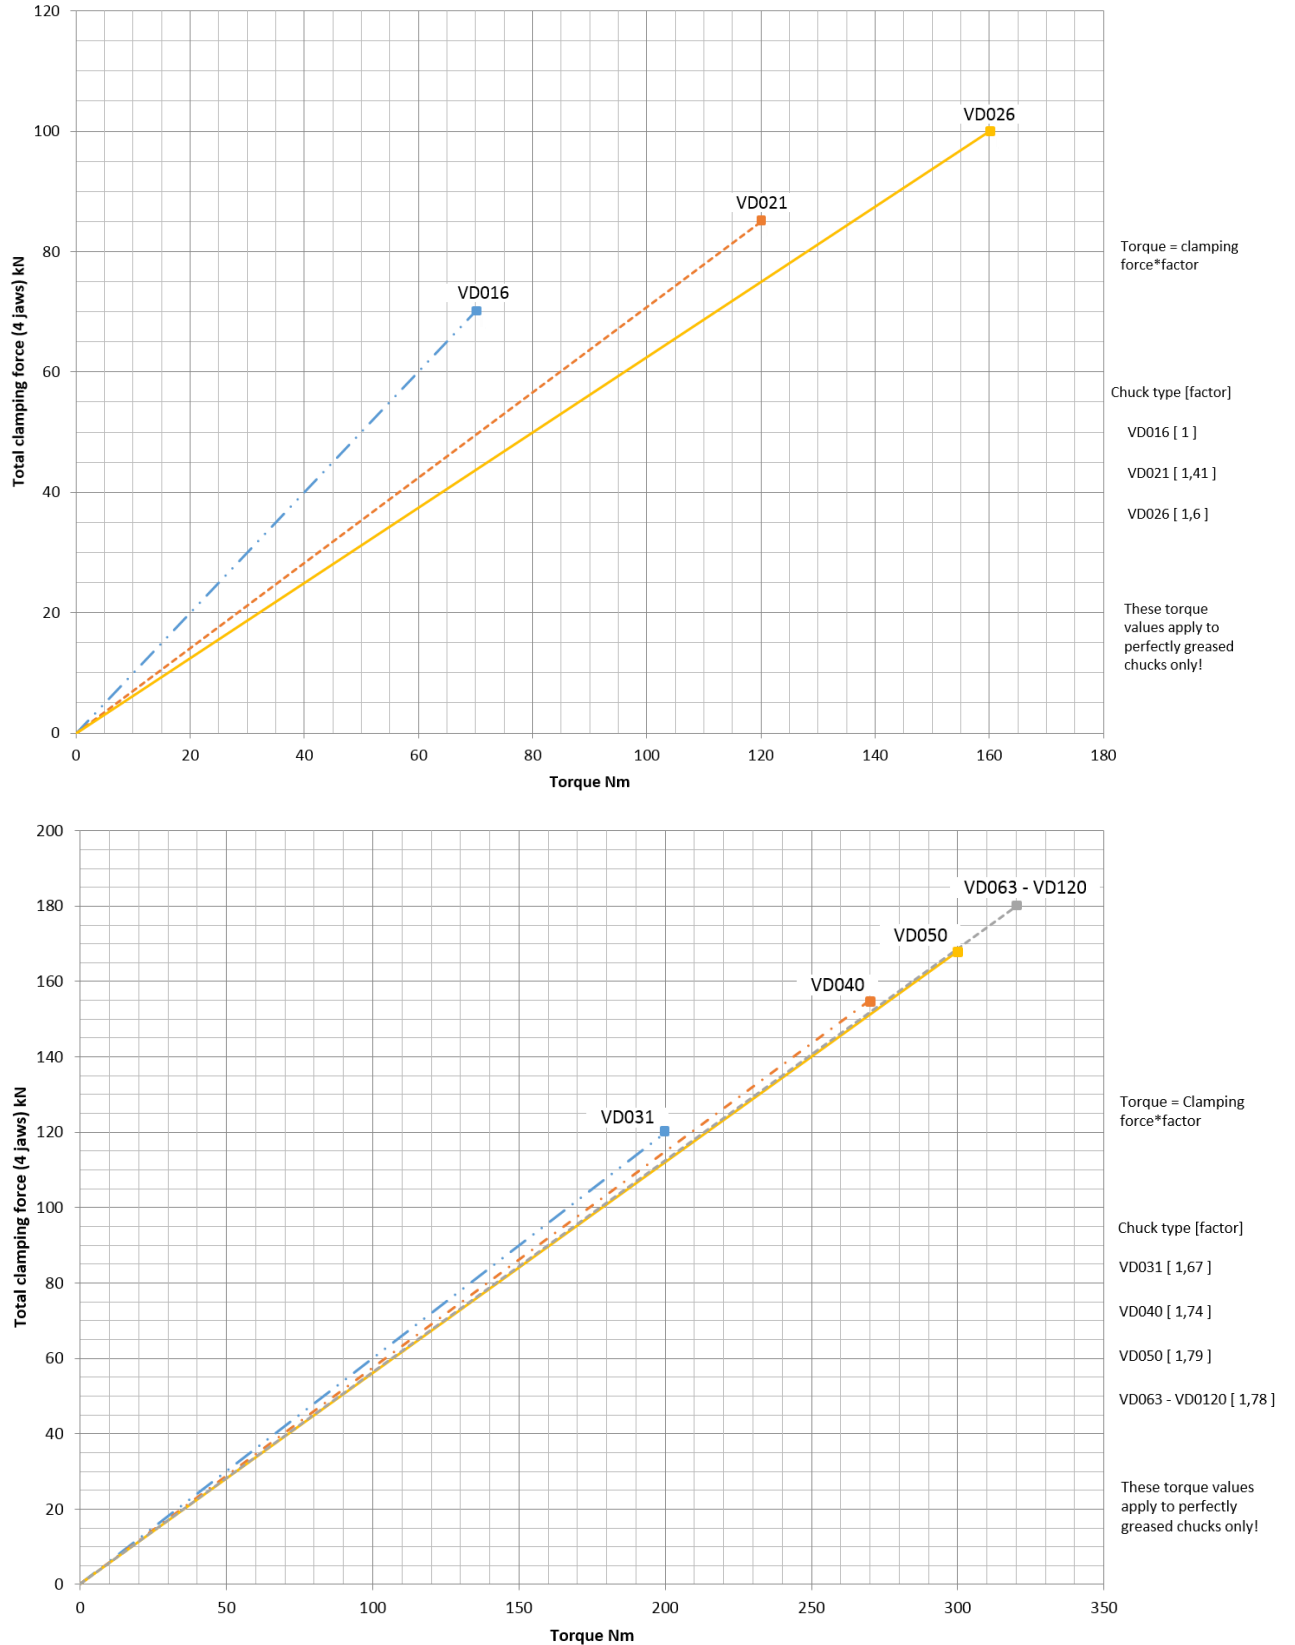 120
100
80
60
40
20
0
Total clamping force (4 jaws) kN
VD026
VD021
VD016
0 20 40 60 80 100 120 140 160 180
Torque Nm
Torque = clamping
force*factor
Chuck type [factor]
VD016 [ 1 ]
VD021 [ 1,41 ]
VD026 [ 1,6 ]
These torque
values apply to
perfectly greased
chucks only!
200
180
160
140
120
100
80
60
40
20
0
Total clamping force (4 jaws) kN
VD063 - VD120
VD050
VD040
VD031
0 50 100 150 200 250 300 350
Torque Nm
Torque = Clamping
force*factor
Chuck type [factor]
VD031 [ 1,67 ]
VD040 [ 1,74 ]
VD050 [ 1,79 ]
VD063 - VD0120 [ 1,78 ]
These torque values
apply to perfectly
greased chucks only!